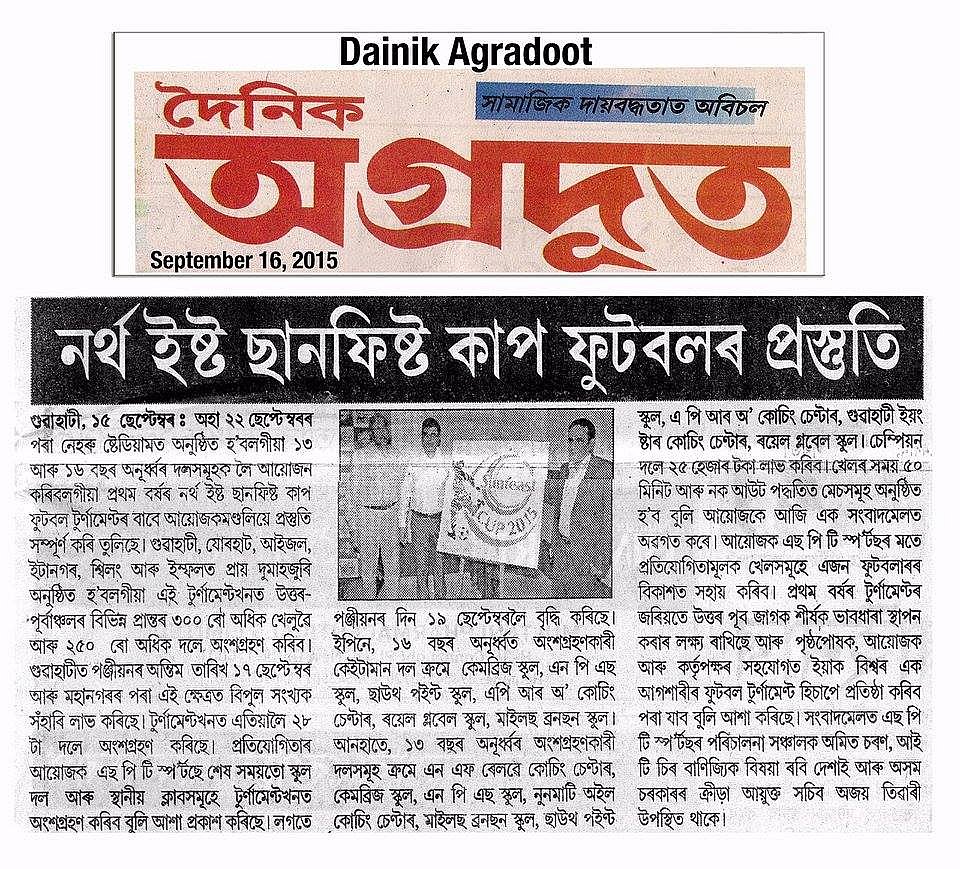 Dainik Agradoot
দৈনিক
সামাজিক দায়বদ্ধতাত অবিচল
অগ্ৰদূত
September 16, 2015
নৰ্থ ইষ্ট ছানফিষ্ট কাপ ফুটবলৰ প্ৰস্তুতি
গুৱাহাটী, ১৫ ছেপ্টেম্বৰ : অহা ২২ ছেপ্টেম্বৰৰ
পৰা নেহৰু ষ্টেডিয়ামত অনুষ্ঠিত হ’বলগীয়া ১৩
আৰু ১৬ বছৰ অনূৰ্ধ্বৰ দলসমূহক লৈ আয়োজন
কৰিবলগীয়া প্ৰথম বৰ্ষৰ নৰ্থ ইষ্ট ছানফিষ্ট কাপ
ফুটবল টুৰ্ণামেণ্টৰ বাবে আয়োজকমণ্ডলিয়ে প্ৰস্তুতি
সম্পূৰ্ণ কৰি তুলিছে। গুৱাহাটী, যোৰহাট, আইজল,
ইটানগৰ, শ্বিলং আৰু ইম্ফলত প্ৰায় দুমাহজুৰি
অনুষ্ঠিত হ’বলগীয়া এই টুৰ্ণামেণ্টখনত উত্তৰ-
পূৰ্বাঞ্চলৰ বিভিন্ন প্ৰান্তৰ ৩০০ ৰো অধিক খেলুৱৈ
আৰু ২৫০ ৰো অধিক দলে অংশগ্ৰহণ কৰিব।
গুৱাহাটীত পঞ্জীয়নৰ অন্তিম তাৰিখ ১৭ ছেপ্টেম্বৰ
আৰু মহানগৰৰ পৰা এই ক্ষেত্ৰত বিপুল সংখ্যক
সঁহাৰি লাভ কৰিছে। টুৰ্ণামেণ্টখনত এতিয়ালৈ ২৮
টা দলে অংশগ্ৰহণ কৰিছে। প্ৰতিযোগিতাৰ
আয়োজক এছ পি টি স্প’ৰ্টছে শেষ সময়তো স্কুল
দল আৰু স্থানীয় ক্লাবসমূহে টুৰ্ণামেণ্টখনত
অংশগ্ৰহণ কৰিব বুলি আশা প্ৰকাশ কৰিছে। লগতে
Sunfeast
CUP 2015
পঞ্জীয়নৰ দিন ১৯ ছেপ্টেম্বৰলৈ বৃদ্ধি কৰিছে।
ইপিনে, ১৬ বছৰ অনূৰ্ধ্বত অংশগ্ৰহণকাৰী
কেইটামান দল ক্ৰমে কেমব্ৰিজ স্কুল, এন পি এছ
স্কুল, ছাউথ পইণ্ট স্কুল, এপি আৰ অ’ কোচিং
চেণ্টাৰ, ৰয়েল গ্লবেল স্কুল, মাইলছ ব্ৰনছন স্কুল।
আনহাতে, ১৩ বছৰ অনূৰ্ধ্বৰ অংশগ্ৰহণকাৰী
দলসমূহ ক্ৰমে এন এফ ৰেলৱে কোচিং চেণ্টাৰ,
কেমব্ৰিজ স্কুল, এন পি এছ স্কুল, নুনমাটি অইল
কোচিং চেণ্টাৰ, মাইলছ ব্ৰনছন স্কুল, ছাউথ পইণ্ট
স্কুল, এ পি আৰ অ’ কোচিং চেণ্টাৰ, গুৱাহাটী ইয়ং
ষ্টাৰ কোচিং চেণ্টাৰ, ৰয়েল গ্লবেল স্কুল। চেম্পিয়ন
দলে ২৫ হেজাৰ টকা লাভ কৰিব। খেলৰ সময় ৫০
মিনিট আৰু নক আউট পদ্ধতিত মেচসমূহ অনুষ্ঠিত
হ’ব বুলি আয়োজকে আজি এক সংবাদমেলত
অৱগত কৰে। আয়োজক এছ পি টি স্প’ৰ্টছৰ মতে
প্ৰতিযোগিতামূলক খেলসমূহে এজন ফুটবলাৰৰ
বিকাশত সহায় কৰিব। প্ৰথম বৰ্ষৰ টুৰ্ণামেণ্টৰ
জৰিয়তে উত্তৰ পূব জাগক শীৰ্ষক ভাবধাৰা স্থাপন
কৰাৰ লক্ষ্য ৰাখিছে আৰু পৃষ্ঠপোষক, আয়োজক
আৰু কৰ্তৃপক্ষৰ সহযোগত ইয়াক বিশ্বৰ এক
আগশাৰীৰ ফুটবল টুৰ্ণামেণ্ট হিচাপে প্ৰতিষ্ঠা কৰিব
পৰা যাব বুলি আশা কৰিছে। সংবাদমেলত এছ পি
টি স্প’ৰ্টছৰ পৰিচালনা সঞ্চালক অমিত চৰণ, আই
টি চিৰ বাণিজ্যিক বিষয়া ৰবি দেশাই আৰু অসম
চৰকাৰৰ ক্ৰীড়া আয়ুক্ত সচিব অজয় তিবাৰী
উপস্থিত থাকে।